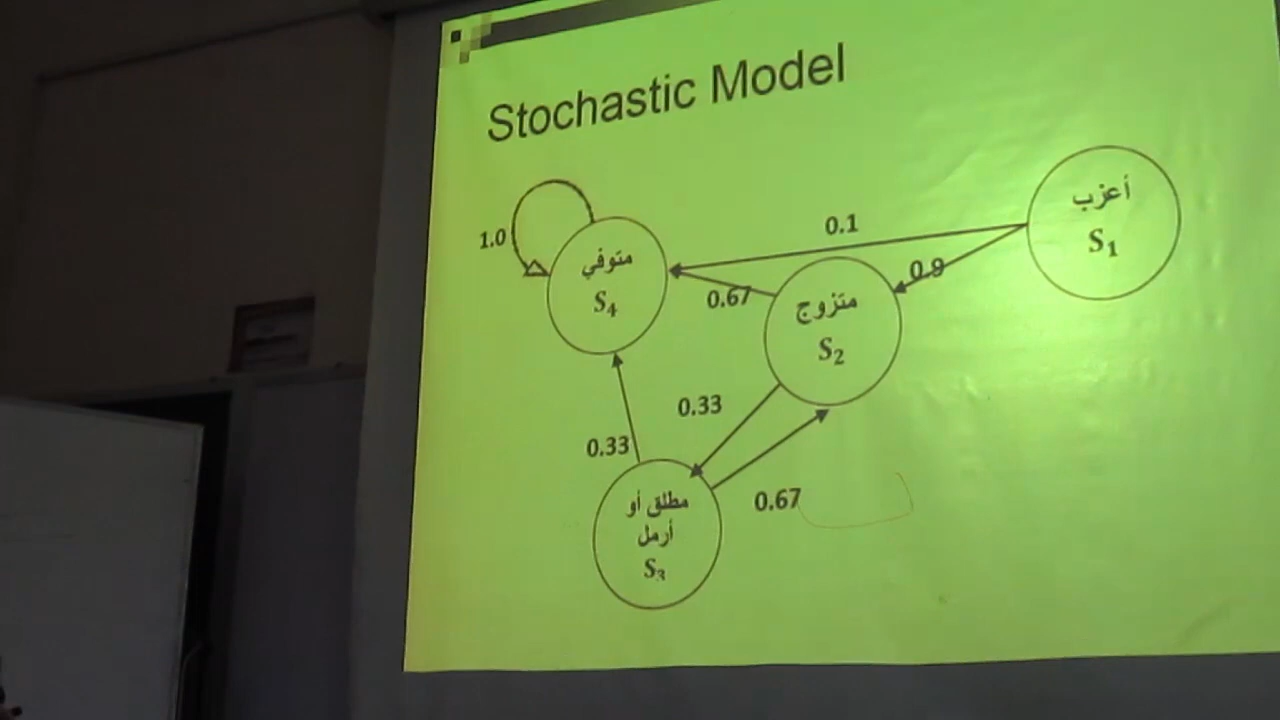 Stochastic Model
أعزب
S₁
0.1
0.9
1.0
متوفي
S₄
0.67
متزوج
S₂
0.33
0.33
0.67
مطلق أو
أرمل
S₃